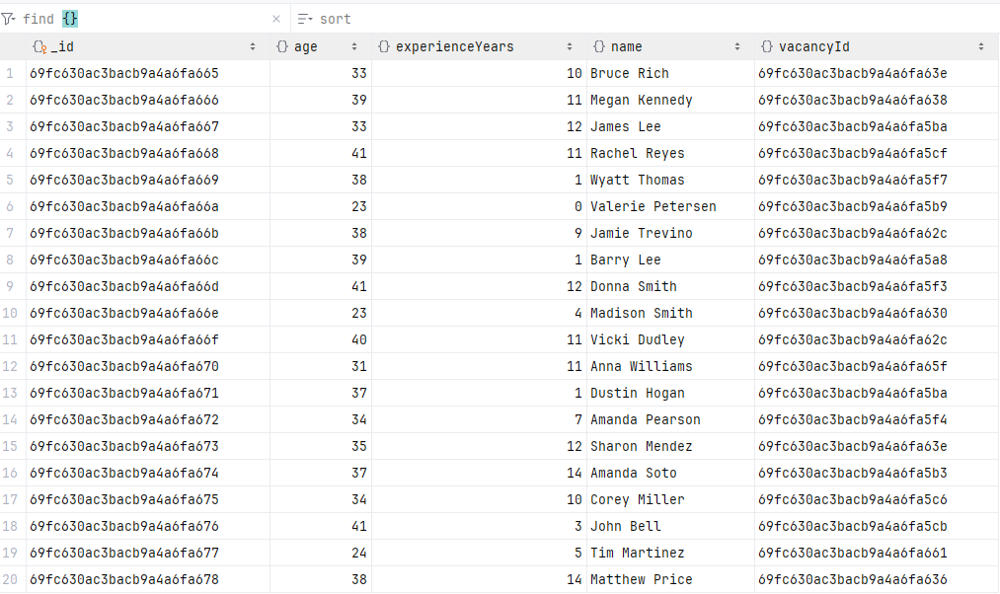 find {} × sort
{} _id {} age {} experienceYears {} name {} vacancyId
1 69fc630ac3bacb9a4a6fa665 33 10 Bruce Rich 69fc630ac3bacb9a4a6fa63e
2 69fc630ac3bacb9a4a6fa666 39 11 Megan Kennedy 69fc630ac3bacb9a4a6fa638
3 69fc630ac3bacb9a4a6fa667 33 12 James Lee 69fc630ac3bacb9a4a6fa5ba
4 69fc630ac3bacb9a4a6fa668 41 11 Rachel Reyes 69fc630ac3bacb9a4a6fa5cf
5 69fc630ac3bacb9a4a6fa669 38 1 Wyatt Thomas 69fc630ac3bacb9a4a6fa5f7
6 69fc630ac3bacb9a4a6fa66a 23 0 Valerie Petersen 69fc630ac3bacb9a4a6fa5b9
7 69fc630ac3bacb9a4a6fa66b 38 9 Jamie Trevino 69fc630ac3bacb9a4a6fa62c
8 69fc630ac3bacb9a4a6fa66c 39 1 Barry Lee 69fc630ac3bacb9a4a6fa5a8
9 69fc630ac3bacb9a4a6fa66d 41 12 Donna Smith 69fc630ac3bacb9a4a6fa5f3
10 69fc630ac3bacb9a4a6fa66e 23 4 Madison Smith 69fc630ac3bacb9a4a6fa630
11 69fc630ac3bacb9a4a6fa66f 40 11 Vicki Dudley 69fc630ac3bacb9a4a6fa62c
12 69fc630ac3bacb9a4a6fa670 31 11 Anna Williams 69fc630ac3bacb9a4a6fa65f
13 69fc630ac3bacb9a4a6fa671 37 1 Dustin Hogan 69fc630ac3bacb9a4a6fa5ba
14 69fc630ac3bacb9a4a6fa672 34 7 Amanda Pearson 69fc630ac3bacb9a4a6fa5f4
15 69fc630ac3bacb9a4a6fa673 35 12 Sharon Mendez 69fc630ac3bacb9a4a6fa63e
16 69fc630ac3bacb9a4a6fa674 37 14 Amanda Soto 69fc630ac3bacb9a4a6fa5b3
17 69fc630ac3bacb9a4a6fa675 34 10 Corey Miller 69fc630ac3bacb9a4a6fa5c6
18 69fc630ac3bacb9a4a6fa676 41 3 John Bell 69fc630ac3bacb9a4a6fa5cb
19 69fc630ac3bacb9a4a6fa677 24 5 Tim Martinez 69fc630ac3bacb9a4a6fa661
20 69fc630ac3bacb9a4a6fa678 38 14 Matthew Price 69fc630ac3bacb9a4a6fa636